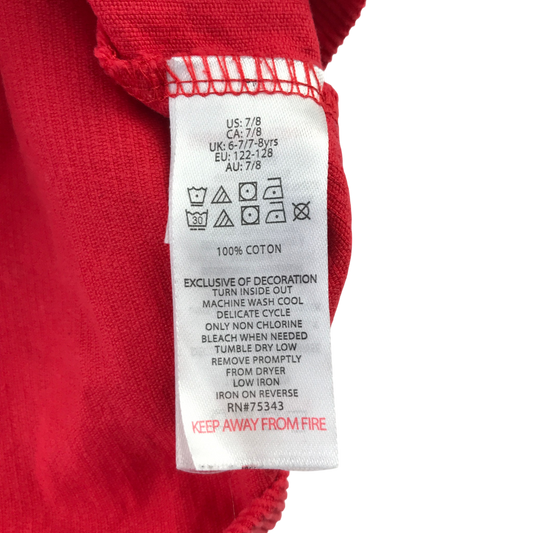 US: 7/8
CA: 7/8
UK: 6-7/7-8yrs
EU: 122-128
AU: 7/8
30
100% COTON
EXCLUSIVE OF DECORATION
TURN INSIDE OUT
MACHINE WASH COOL
DELICATE CYCLE
ONLY NON CHLORINE
BLEACH WHEN NEEDED
TUMBLE DRY LOW
REMOVE PROMPTLY
FROM DRYER
LOW IRON
IRON ON REVERSE
RN#75343
KEEP AWAY FROM FIRE